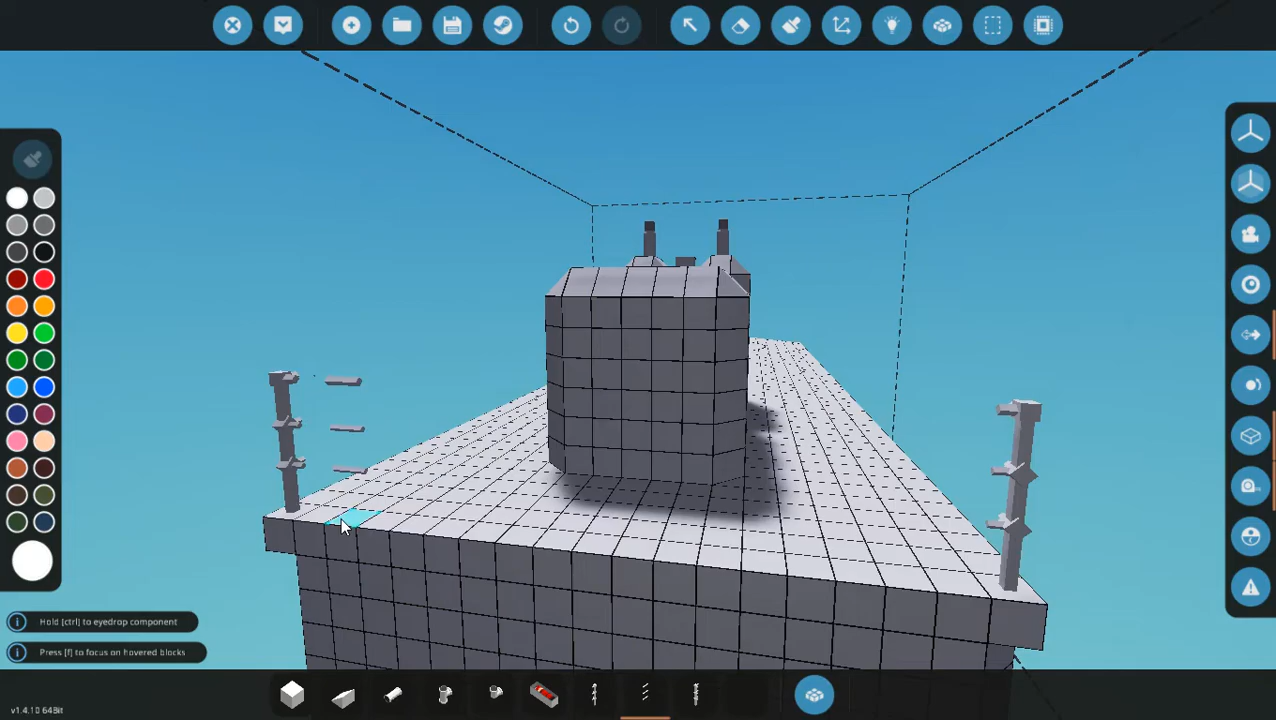 Hold [ctrl] to eyedrop component
Press [f] to focus on hovered blocks
v1.4.10 64Bit